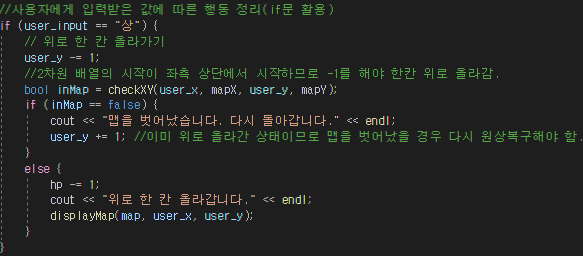 //사용자에게 입력받은 값에 따른 행동 정리(if문 활용)
if (user_input == "상") {
// 위로 한 칸 올라가기
user_y -= 1;
//2차원 배열의 시작이 좌측 상단에서 시작하므로 -1를 해야 한칸 위로 올라감.
bool inMap = checkXY(user_x, mapX, user_y, mapY);
if (inMap == false) {
cout << "맵을 벗어났습니다. 다시 돌아갑니다." << endl;
user_y += 1; //이미 위로 올라간 상태이므로 맵을 벗어났을 경우 다시 원상복구해야 함.
}
else {
hp -= 1;
cout << "위로 한 칸 올라갑니다." << endl;
displayMap(map, user_x, user_y);
}
}